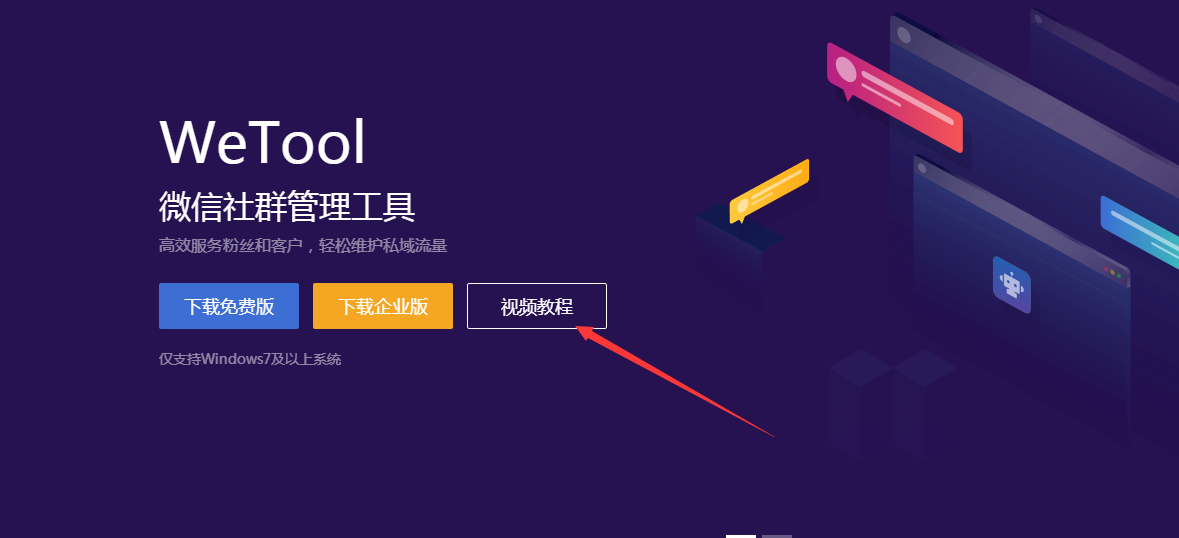 WeTool
微信社群管理工具
高效服务粉丝和客户，轻松维护私域流量
下载免费版 下载企业版 视频教程
仅支持Windows7及以上系统